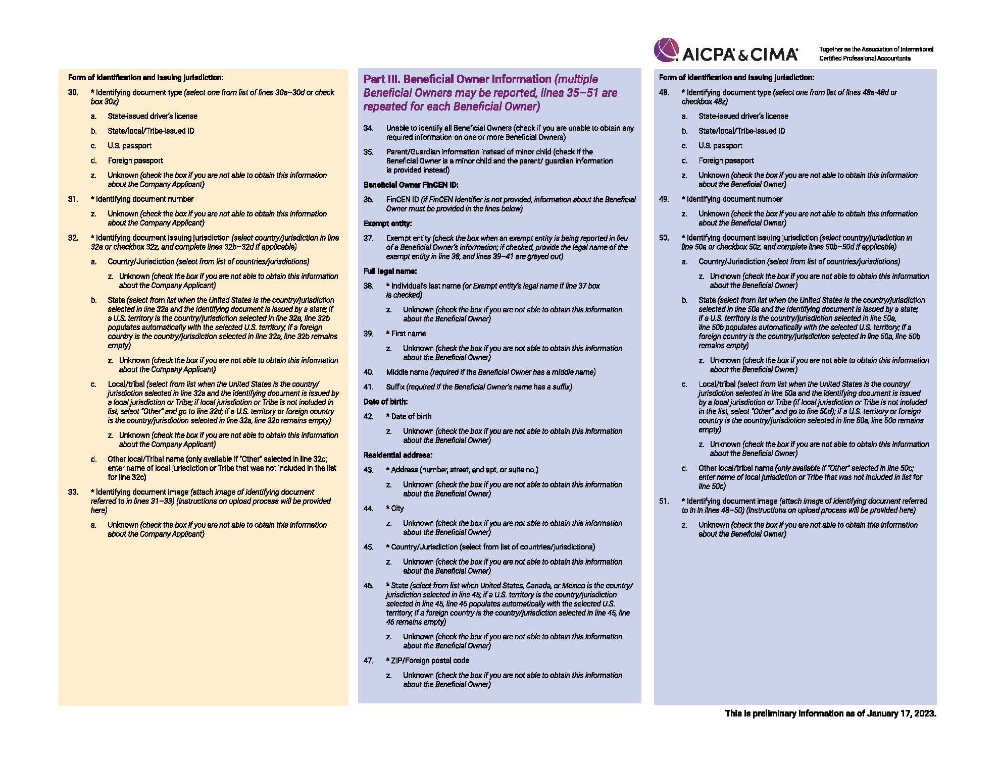 AICPA & CIMA
Together as the Association of International
Certified Professional Accountants
Form of identification and issuing jurisdiction:
30. * Identifying document type (select one from list of lines 30a–30d or check
box 30z)
a. State-issued driver's license
b. State/local/Tribe-issued ID
c. U.S. passport
d. Foreign passport
z. Unknown (check the box if you are not able to obtain this information
about the Company Applicant)
31. * Identifying document number
z. Unknown (check the box if you are not able to obtain this information
about the Company Applicant)
32. * Identifying document issuing jurisdiction (select country/jurisdiction in line
32a or checkbox 32z, and complete lines 32b–32d if applicable)
a. Country/Jurisdiction (select from list of countries/jurisdictions)
z. Unknown (check the box if you are not able to obtain this information
about the Company Applicant)
b. State (select from list when the United States is the country/jurisdiction
selected in line 32a and the identifying document is issued by a state; if
a U.S. territory is the country/jurisdiction selected in line 32a, line 32b
populates automatically with the selected U.S. territory; if a foreign
country is the country/jurisdiction selected in line 32a, line 32b remains
empty)
z. Unknown (check the box if you are not able to obtain this information
about the Company Applicant)
c. Local/tribal (select from list when the United States is the country/
jurisdiction selected in line 32a and the identifying document is issued by
a local jurisdiction or Tribe; if local jurisdiction or Tribe is not included in
list, select "Other" and go to line 32d; if a U.S. territory or foreign country
is the country/jurisdiction selected in line 32a, line 32c remains empty)
z. Unknown (check the box if you are not able to obtain this information
about the Company Applicant)
d. Other local/Tribal name (only available if "Other" selected in line 32c;
enter name of local jurisdiction or Tribe that was not included in the list
for line 32c)
33. * Identifying document image (attach image of identifying document
referred to in lines 31–33) (instructions on upload process will be provided
here)
a. Unknown (check the box if you are not able to obtain this information
about the Company Applicant)
Part III. Beneficial Owner Information (multiple
Beneficial Owners may be reported, lines 35–51 are
repeated for each Beneficial Owner)
34. Unable to identify all Beneficial Owners (check if you are unable to obtain any
required information on one or more Beneficial Owners)
35. Parent/Guardian information instead of minor child (check if the
Beneficial Owner is a minor child and the parent/ guardian information
is provided instead)
Beneficial Owner FinCEN ID:
36. FinCEN ID (if FinCEN Identifier is not provided, information about the Beneficial
Owner must be provided in the lines below)
Exempt entity:
37. Exempt entity (check the box when an exempt entity is being reported in lieu
of a Beneficial Owner's information; if checked, provide the legal name of the
exempt entity in line 38, and lines 39–41 are grayed out)
Full legal name:
38. * Individual's last name (or Exempt entity's legal name if line 37 box
is checked)
z. Unknown (check the box if you are not able to obtain this information
about the Beneficial Owner)
39. * First name
z. Unknown (check the box if you are not able to obtain this information
about the Beneficial Owner)
40. Middle name (required if the Beneficial Owner has a middle name)
41. Suffix (required if the Beneficial Owner's name has a suffix)
Date of birth:
42. * Date of birth
z. Unknown (check the box if you are not able to obtain this information
about the Beneficial Owner)
Residential address:
43. * Address (number, street, and apt. or suite no.)
z. Unknown (check the box if you are not able to obtain this information
about the Beneficial Owner)
44. * City
z. Unknown (check the box if you are not able to obtain this information
about the Beneficial Owner)
45. * Country/Jurisdiction (select from list of countries/jurisdictions)
z. Unknown (check the box if you are not able to obtain this information
about the Beneficial Owner)
46. * State (select from list when United States, Canada, or Mexico is the country/
jurisdiction selected in line 45; if a U.S. territory is the country/jurisdiction
selected in line 45, line 46 populates automatically with the selected U.S.
territory; if a foreign country is the country/jurisdiction selected in line 45, line
46 remains empty)
z. Unknown (check the box if you are not able to obtain this information
about the Beneficial Owner)
47. * ZIP/Foreign postal code
z. Unknown (check the box if you are not able to obtain this information
about the Beneficial Owner)
Form of identification and issuing jurisdiction:
48. * Identifying document type (select one from list of lines 48a-48d or
checkbox 48z)
a. State-issued driver's license
b. State/local/Tribe-issued ID
c. U.S. passport
d. Foreign passport
z. Unknown (check the box if you are not able to obtain this information
about the Beneficial Owner)
49. * Identifying document number
z. Unknown (check the box if you are not able to obtain this information
about the Beneficial Owner)
50. * Identifying document issuing jurisdiction (select country/jurisdiction in
line 50a or checkbox 50z, and complete lines 50b–50d if applicable)
a. Country/Jurisdiction (select from list of countries/jurisdictions)
z. Unknown (check the box if you are not able to obtain this information
about the Beneficial Owner)
b. State (select from list when the United States is the country/jurisdiction
selected in line 50a and the identifying document is issued by a state;
if a U.S. territory is the country/jurisdiction selected in line 50a,
line 50b populates automatically with the selected U.S. territory; if a
foreign country is the country/jurisdiction selected in line 50a, line 50b
remains empty)
z. Unknown (check the box if you are not able to obtain this information
about the Beneficial Owner)
c. Local/tribal (select from list when the United States is the country/
jurisdiction selected in line 50a and the identifying document is issued
by a local jurisdiction or Tribe (if local jurisdiction or Tribe is not included
in the list, select "Other" and go to line 50d); if a U.S. territory or foreign
country is the country/jurisdiction selected in line 50a, line 50c remains
empty)
z. Unknown (check the box if you are not able to obtain this information
about the Beneficial Owner)
d. Other local/tribal name (only available if "Other" selected in line 50c;
enter name of local jurisdiction or Tribe that was not included in list for
line 50c)
51. * Identifying document image (attach image of identifying document referred
to in in lines 48–50) (instructions on upload process will be provided here)
z. Unknown (check the box if you are not able to obtain this information
about the Beneficial Owner)
This is preliminary information as of January 17, 2023.